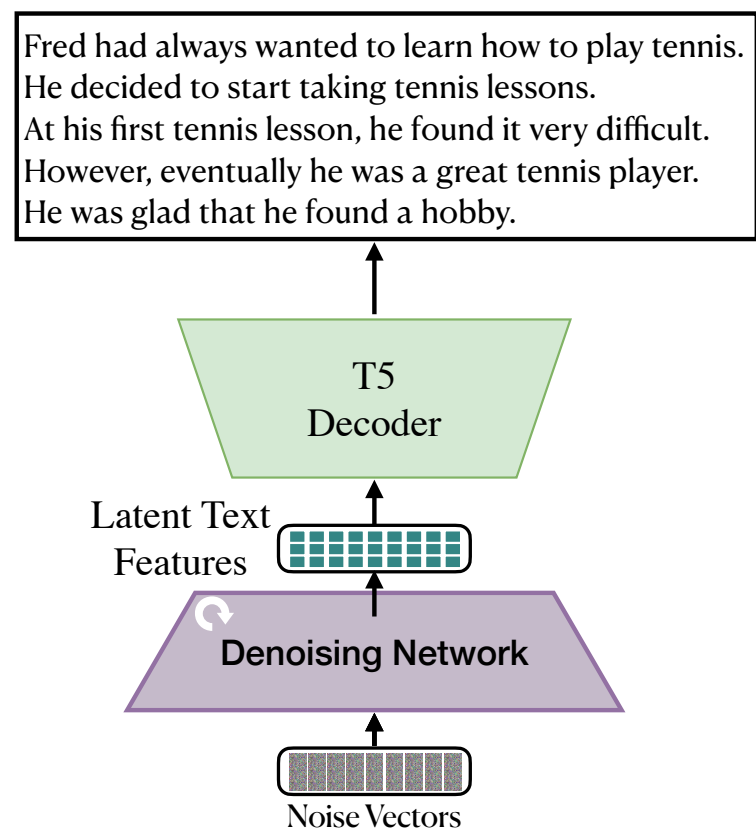 Fred had always wanted to learn how to play tennis.
He decided to start taking tennis lessons.
At his first tennis lesson, he found it very difficult.
However, eventually he was a great tennis player.
He was glad that he found a hobby.
T5
Decoder
Latent Text
Features
Denoising Network
Noise Vectors